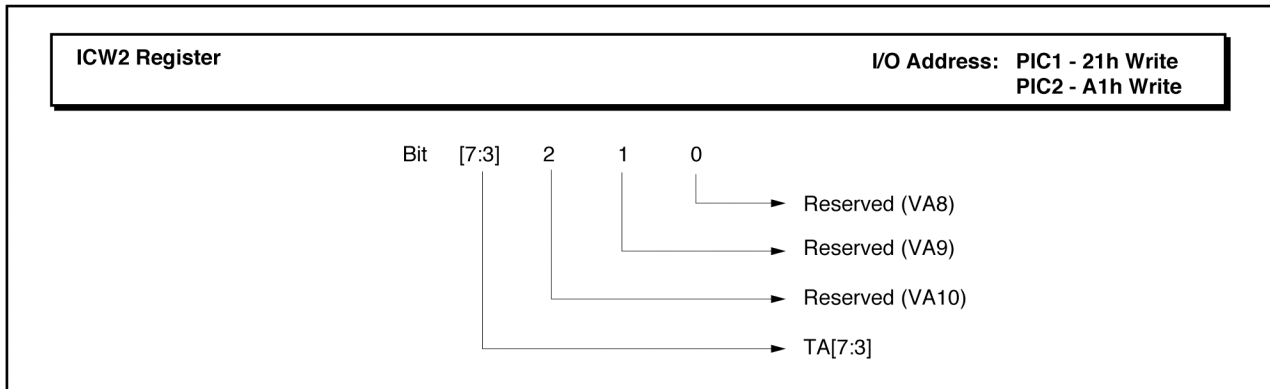 ICW2 Register
I/O Address: PIC1 - 21h Write
PIC2 - A1h Write
Bit [7:3] 2 1 0
Reserved (VA8)
Reserved (VA9)
Reserved (VA10)
TA[7:3]